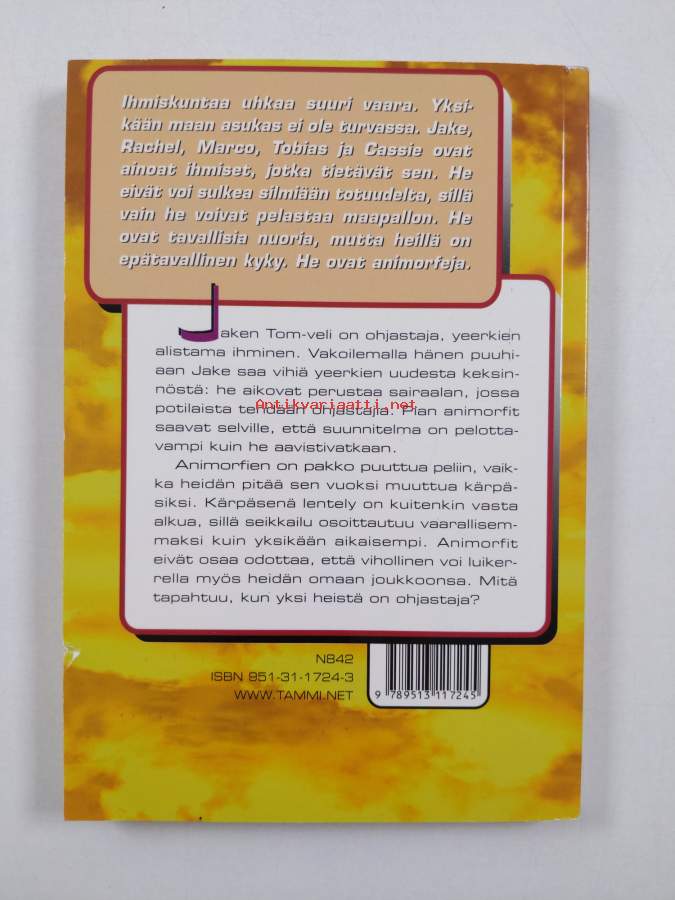 Ihmiskuntaa uhkaa suuri vaara. Yksi-
kään maan asukas ei ole turvassa. Jake,
Rachel, Marco, Tobias ja Cassie ovat
ainoat ihmiset, jotka tietävät sen. He
eivät voi sulkea silmiään totuudelta, sillä
vain he voivat pelastaa maapallon. He
ovat tavallisia nuoria, mutta heillä on
epätavallinen kyky. He ovat animorfeja.
Jaken Tom-veli on ohjastaja, yeerkien
alistama ihminen. Vakoilemalla hänen puuhi-
aan Jake saa vihiä yeerkien uudesta keksin-
nöstä: he aikovat perustaa sairaalan, jossa
potilaista tehdään ohjastajia. Pian animorfit
Antikvariaatti.net
saavat selville, että suunnitelma on pelotta-
vampi kuin he aavistivatkaan.
Animorfien on pakko puuttua peliin, vaik-
ka heidän pitää sen vuoksi muuttua kärpä-
siksi. Kärpäsenä lentely on kuitenkin vasta
alkua, sillä seikkailu osoittautuu vaarallisem-
maksi kuin yksikään aikaisempi. Animorfit
eivät osaa odottaa, että vihollinen voi luiker-
rella myös heidän omaan joukkoonsa. Mitä
tapahtuu, kun yksi heistä on ohjastaja?
N842
ISBN 951-31-1724-3
WWW.TAMMI.NET
9 789513 117245